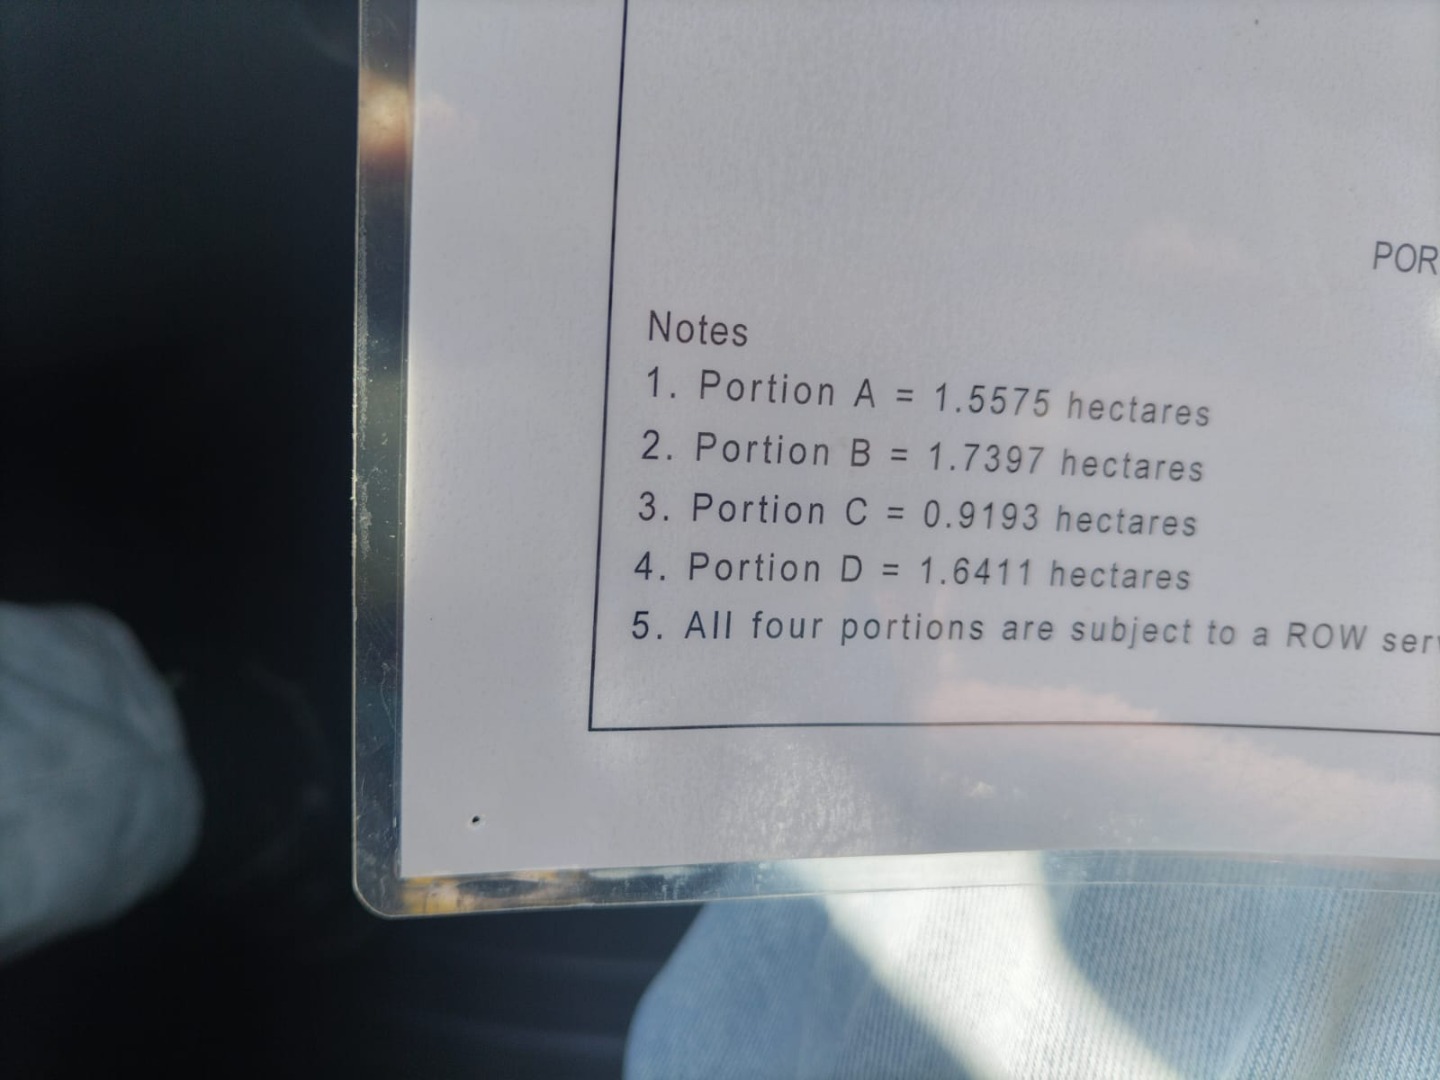 POR
Notes
1. Portion A = 1.5575 hectares
2. Portion B = 1.7397 hectares
3. Portion C = 0.9193 hectares
4. Portion D = 1.6411 hectares
5. All four portions are subject to a ROW serv